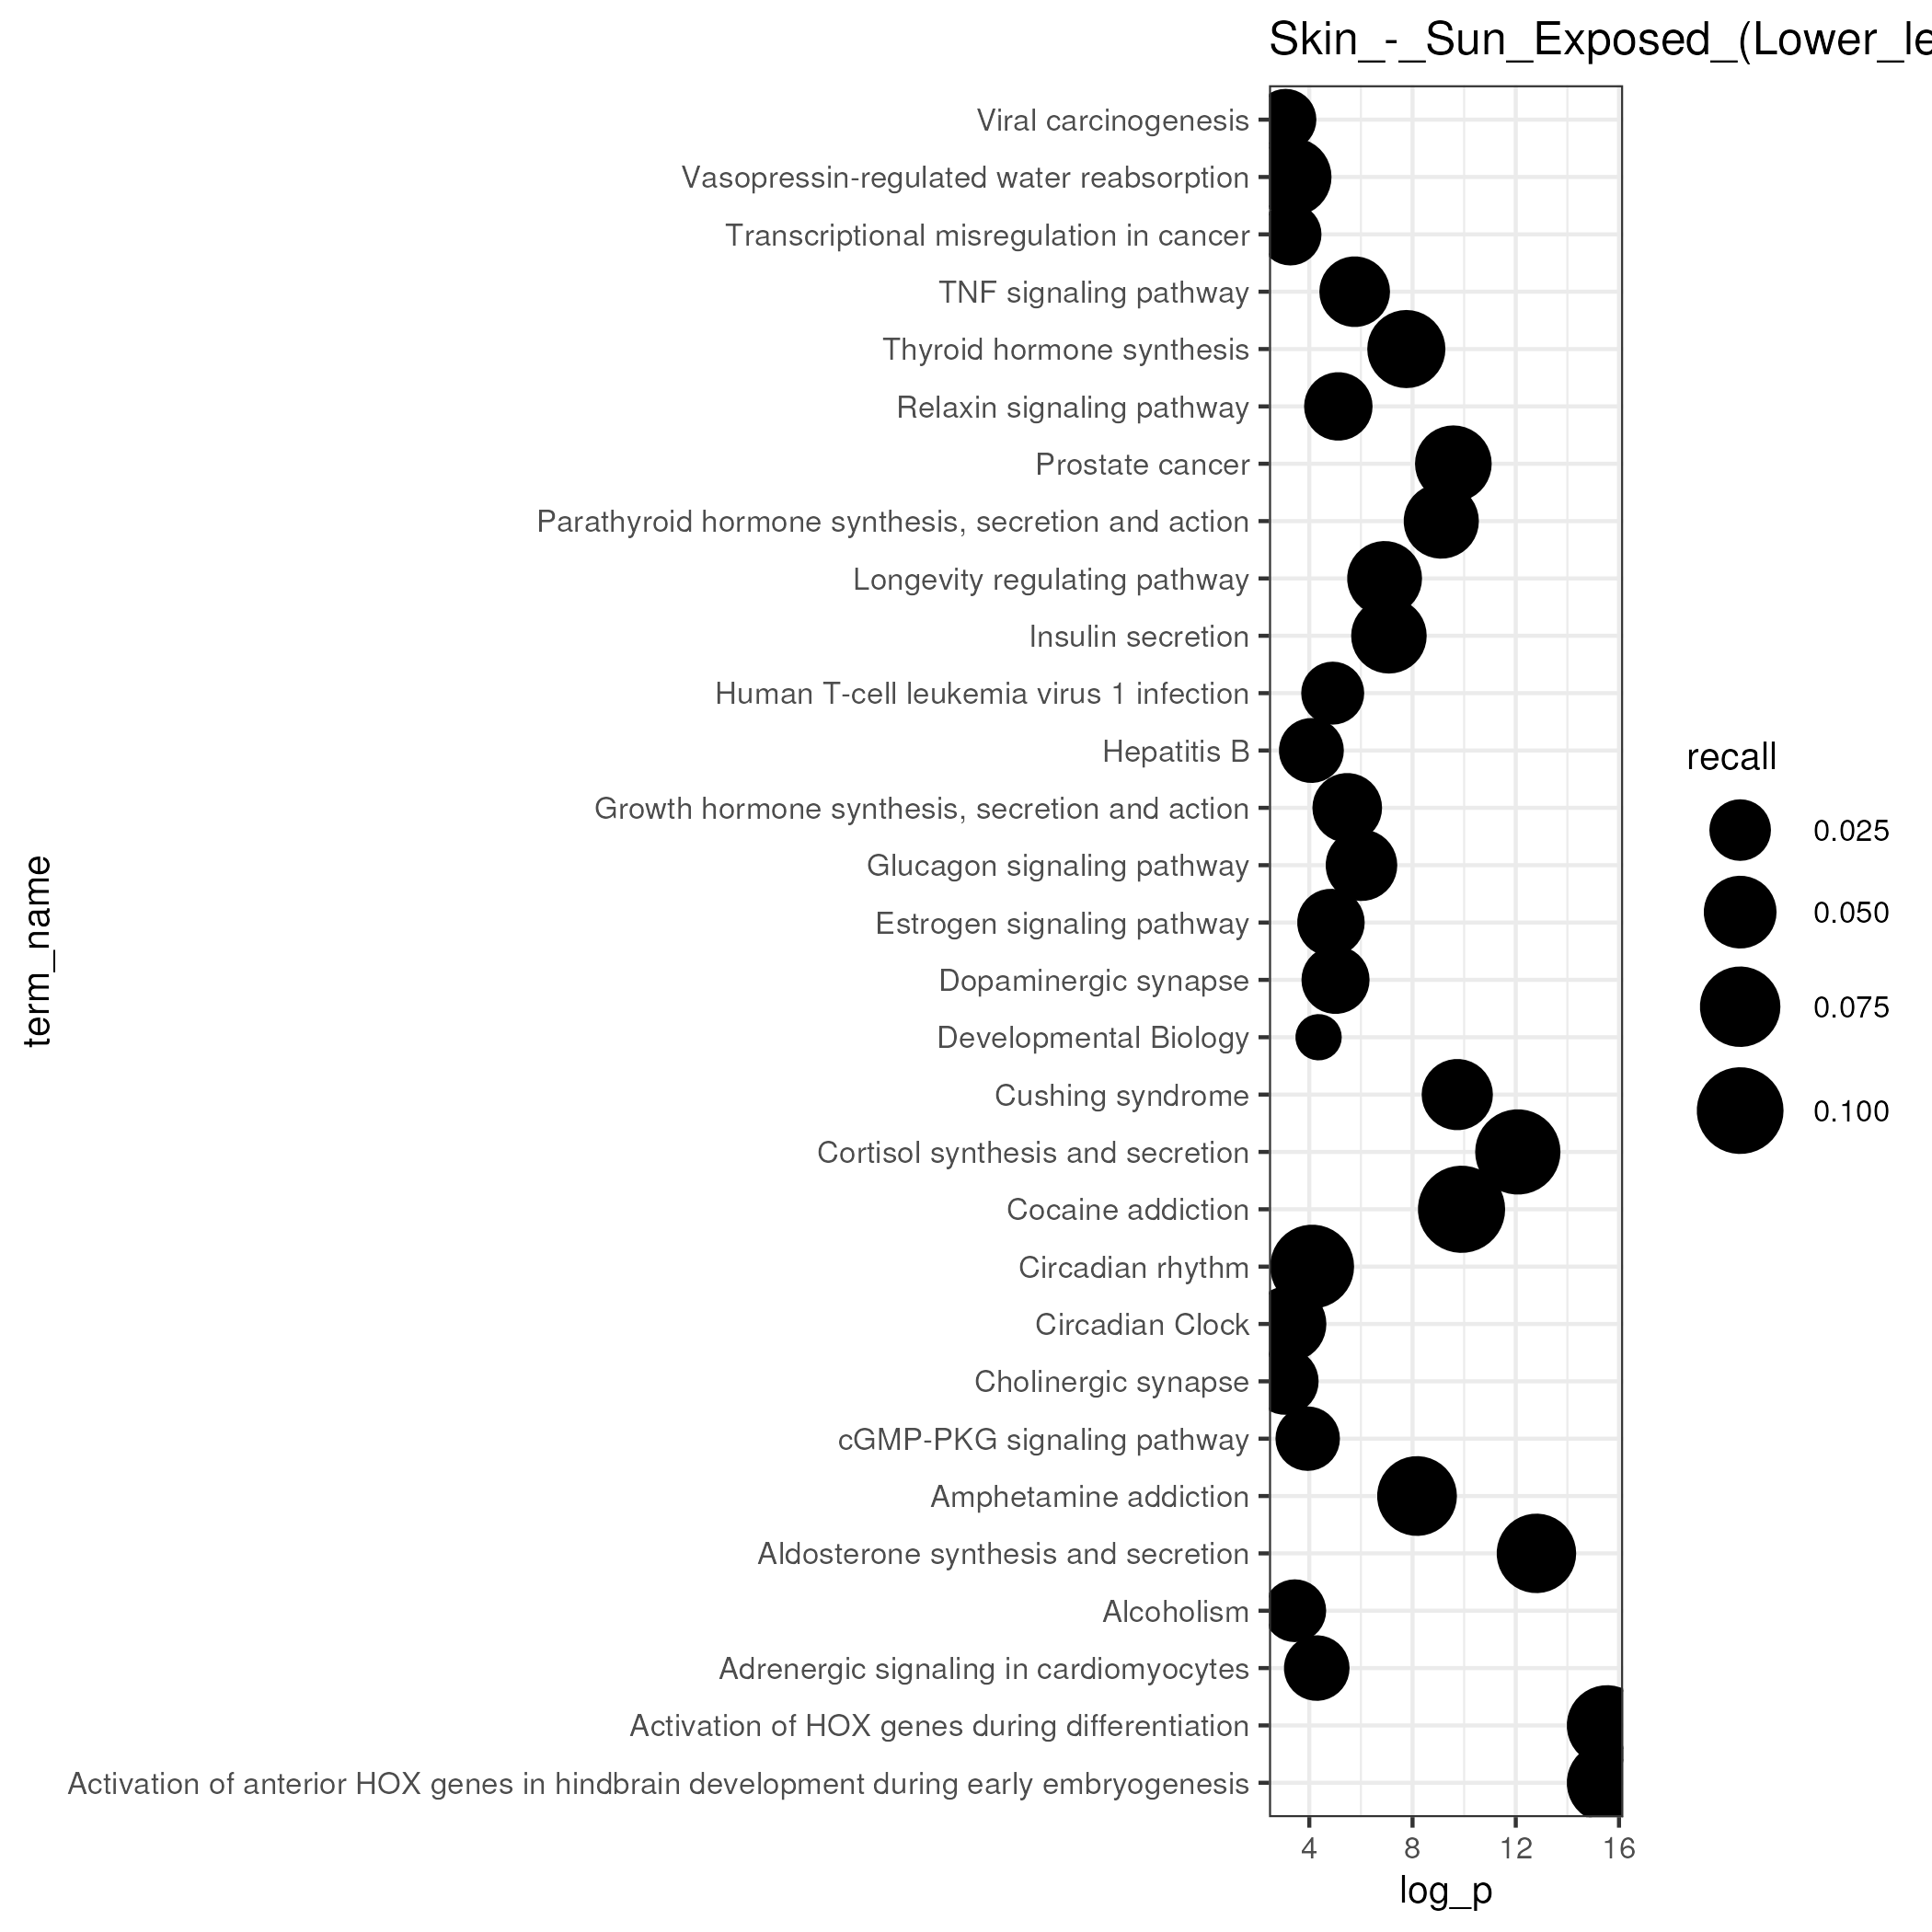 Skin_-_Sun_Exposed_(Lower_le
Viral carcinogenesis
Vasopressin-regulated water reabsorption
Transcriptional misregulation in cancer
TNF signaling pathway
Thyroid hormone synthesis
Relaxin signaling pathway
Prostate cancer
Parathyroid hormone synthesis, secretion and action
Longevity regulating pathway
Insulin secretion
Human T-cell leukemia virus 1 infection
Hepatitis B
Growth hormone synthesis, secretion and action
Glucagon signaling pathway
Estrogen signaling pathway
Dopaminergic synapse
Developmental Biology
Cushing syndrome
Cortisol synthesis and secretion
Cocaine addiction
Circadian rhythm
Circadian Clock
Cholinergic synapse
cGMP-PKG signaling pathway
Amphetamine addiction
Aldosterone synthesis and secretion
Alcoholism
Adrenergic signaling in cardiomyocytes
Activation of HOX genes during differentiation
Activation of anterior HOX genes in hindbrain development during early embryogenesis
term_name
4 8 12 16
log_p
recall
0.025
0.050
0.075
0.100